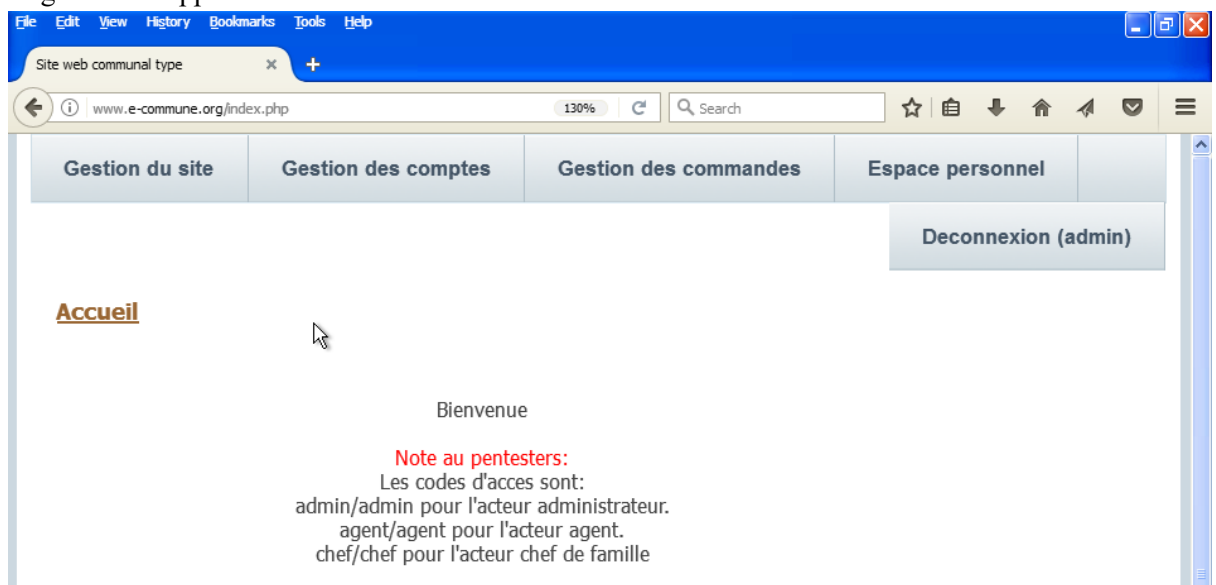 File Edit View History Bookmarks Tools Help
Site web communal type
www.e-commune.org/index.php 130% Search
Gestion du site Gestion des comptes Gestion des commandes Espace personnel
Deconnexion (admin)
Accueil
Bienvenue
Note au pentesters:
Les codes d'acces sont:
admin/admin pour l'acteur administrateur.
agent/agent pour l'acteur agent.
chef/chef pour l'acteur chef de famille